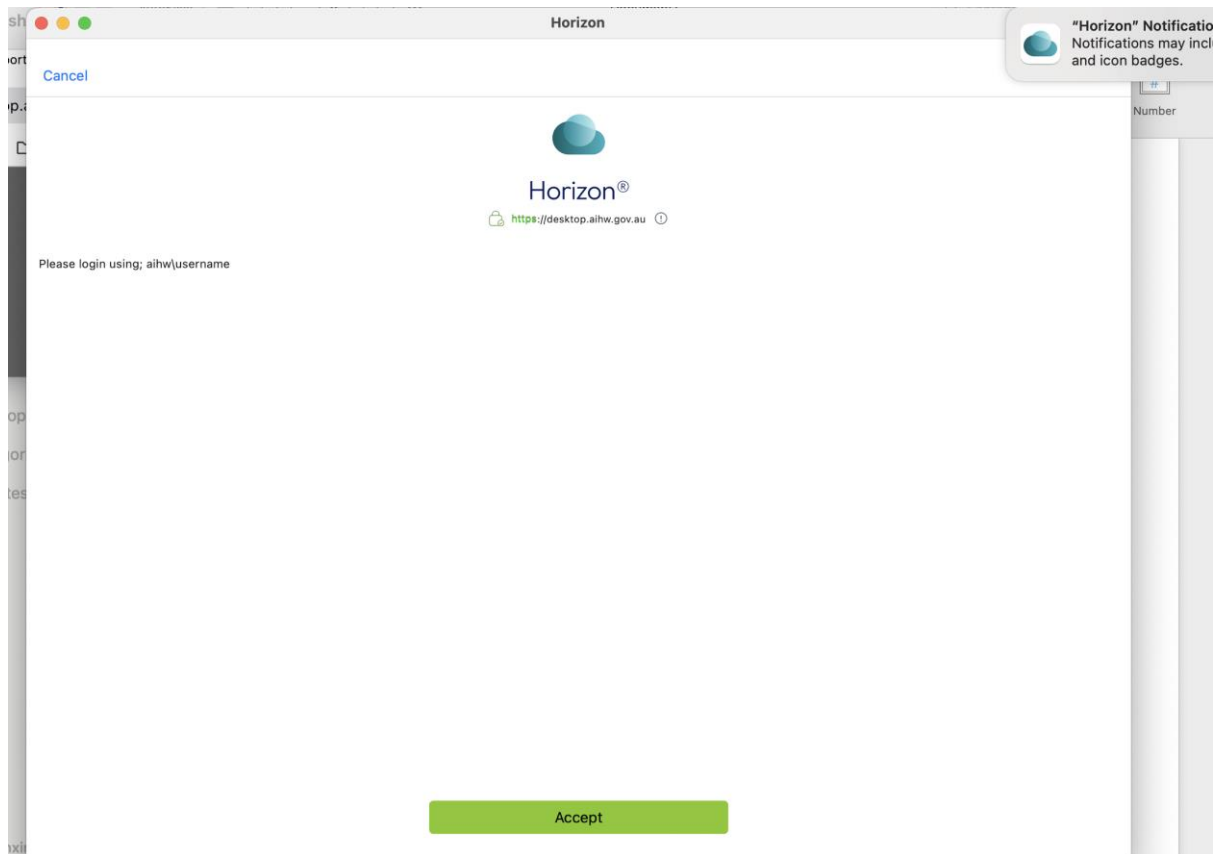 Horizon
"Horizon" Notificatio
Notifications may incl
and icon badges.
Cancel
Number
Horizon®
https://desktop.aihw.gov.au
Please login using; aihw\username
Accept